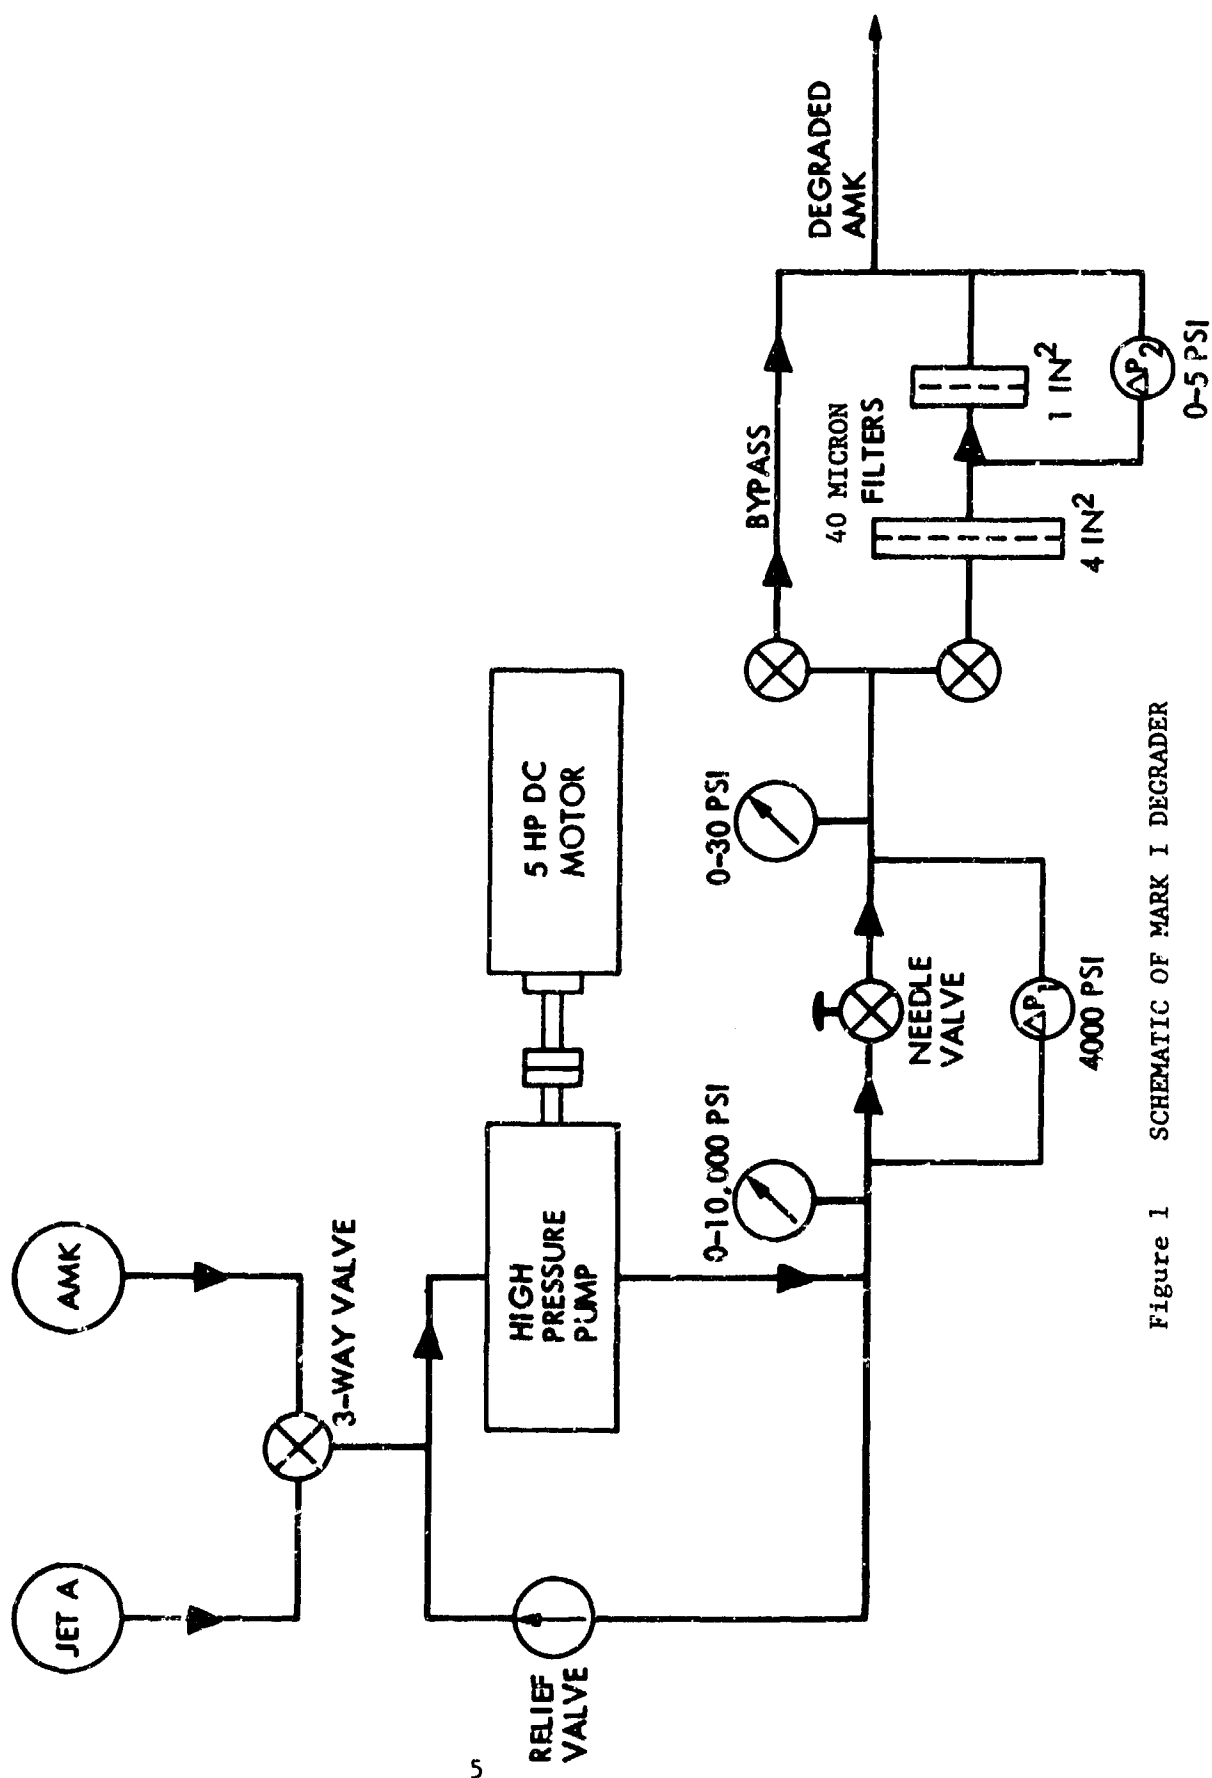 JET A
AMK
3-WAY VALVE
RELIEF
VALVE
HIGH
PRESSURE
PUMP
5 HP DC
MOTOR
0-10,000 PSI
0-30 PSI
NEEDLE
VALVE
ΔP1
4000 PSI
BYPASS
40 MICRON
FILTERS
4 IN²
1 IN²
ΔP2
0-5 PSI
DEGRADED
AMK
Figure 1 SCHEMATIC OF MARK I DEGRADER
5